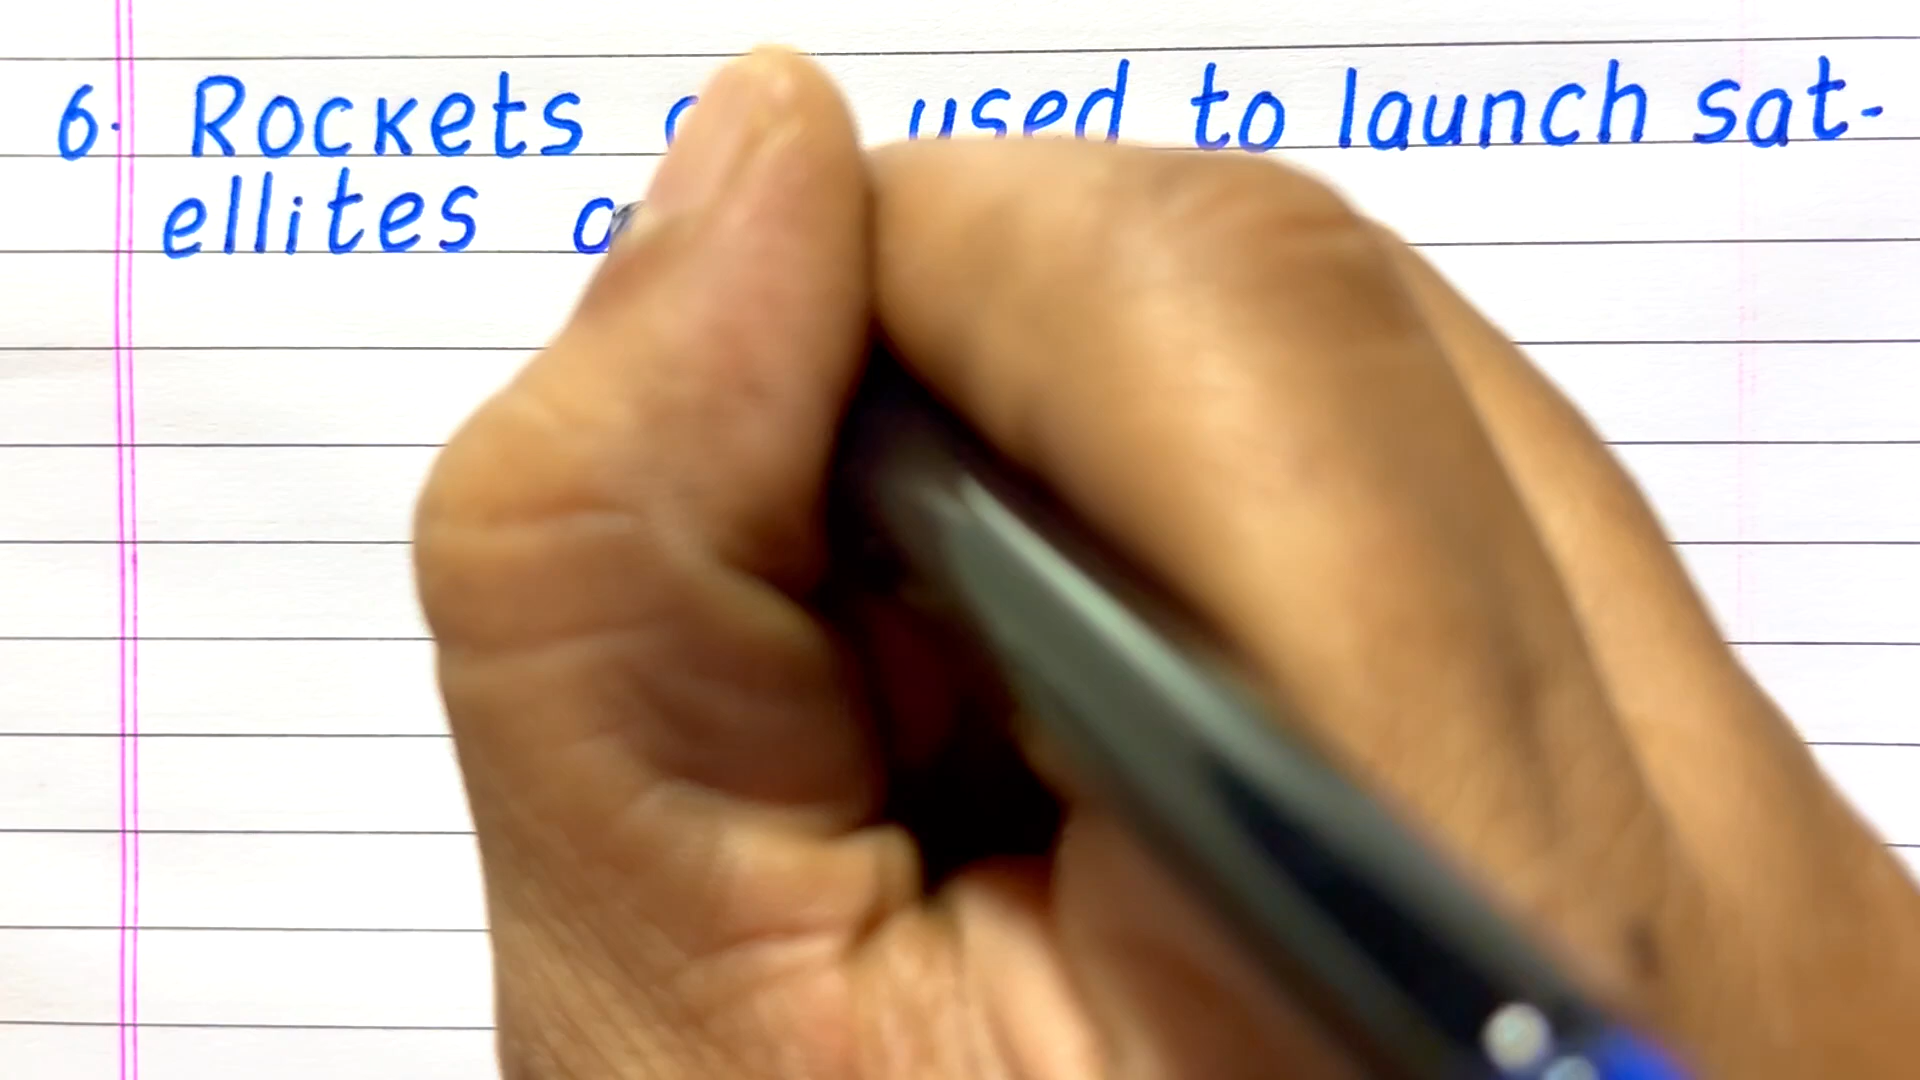 6. Rockets used to launch sat-
ellites